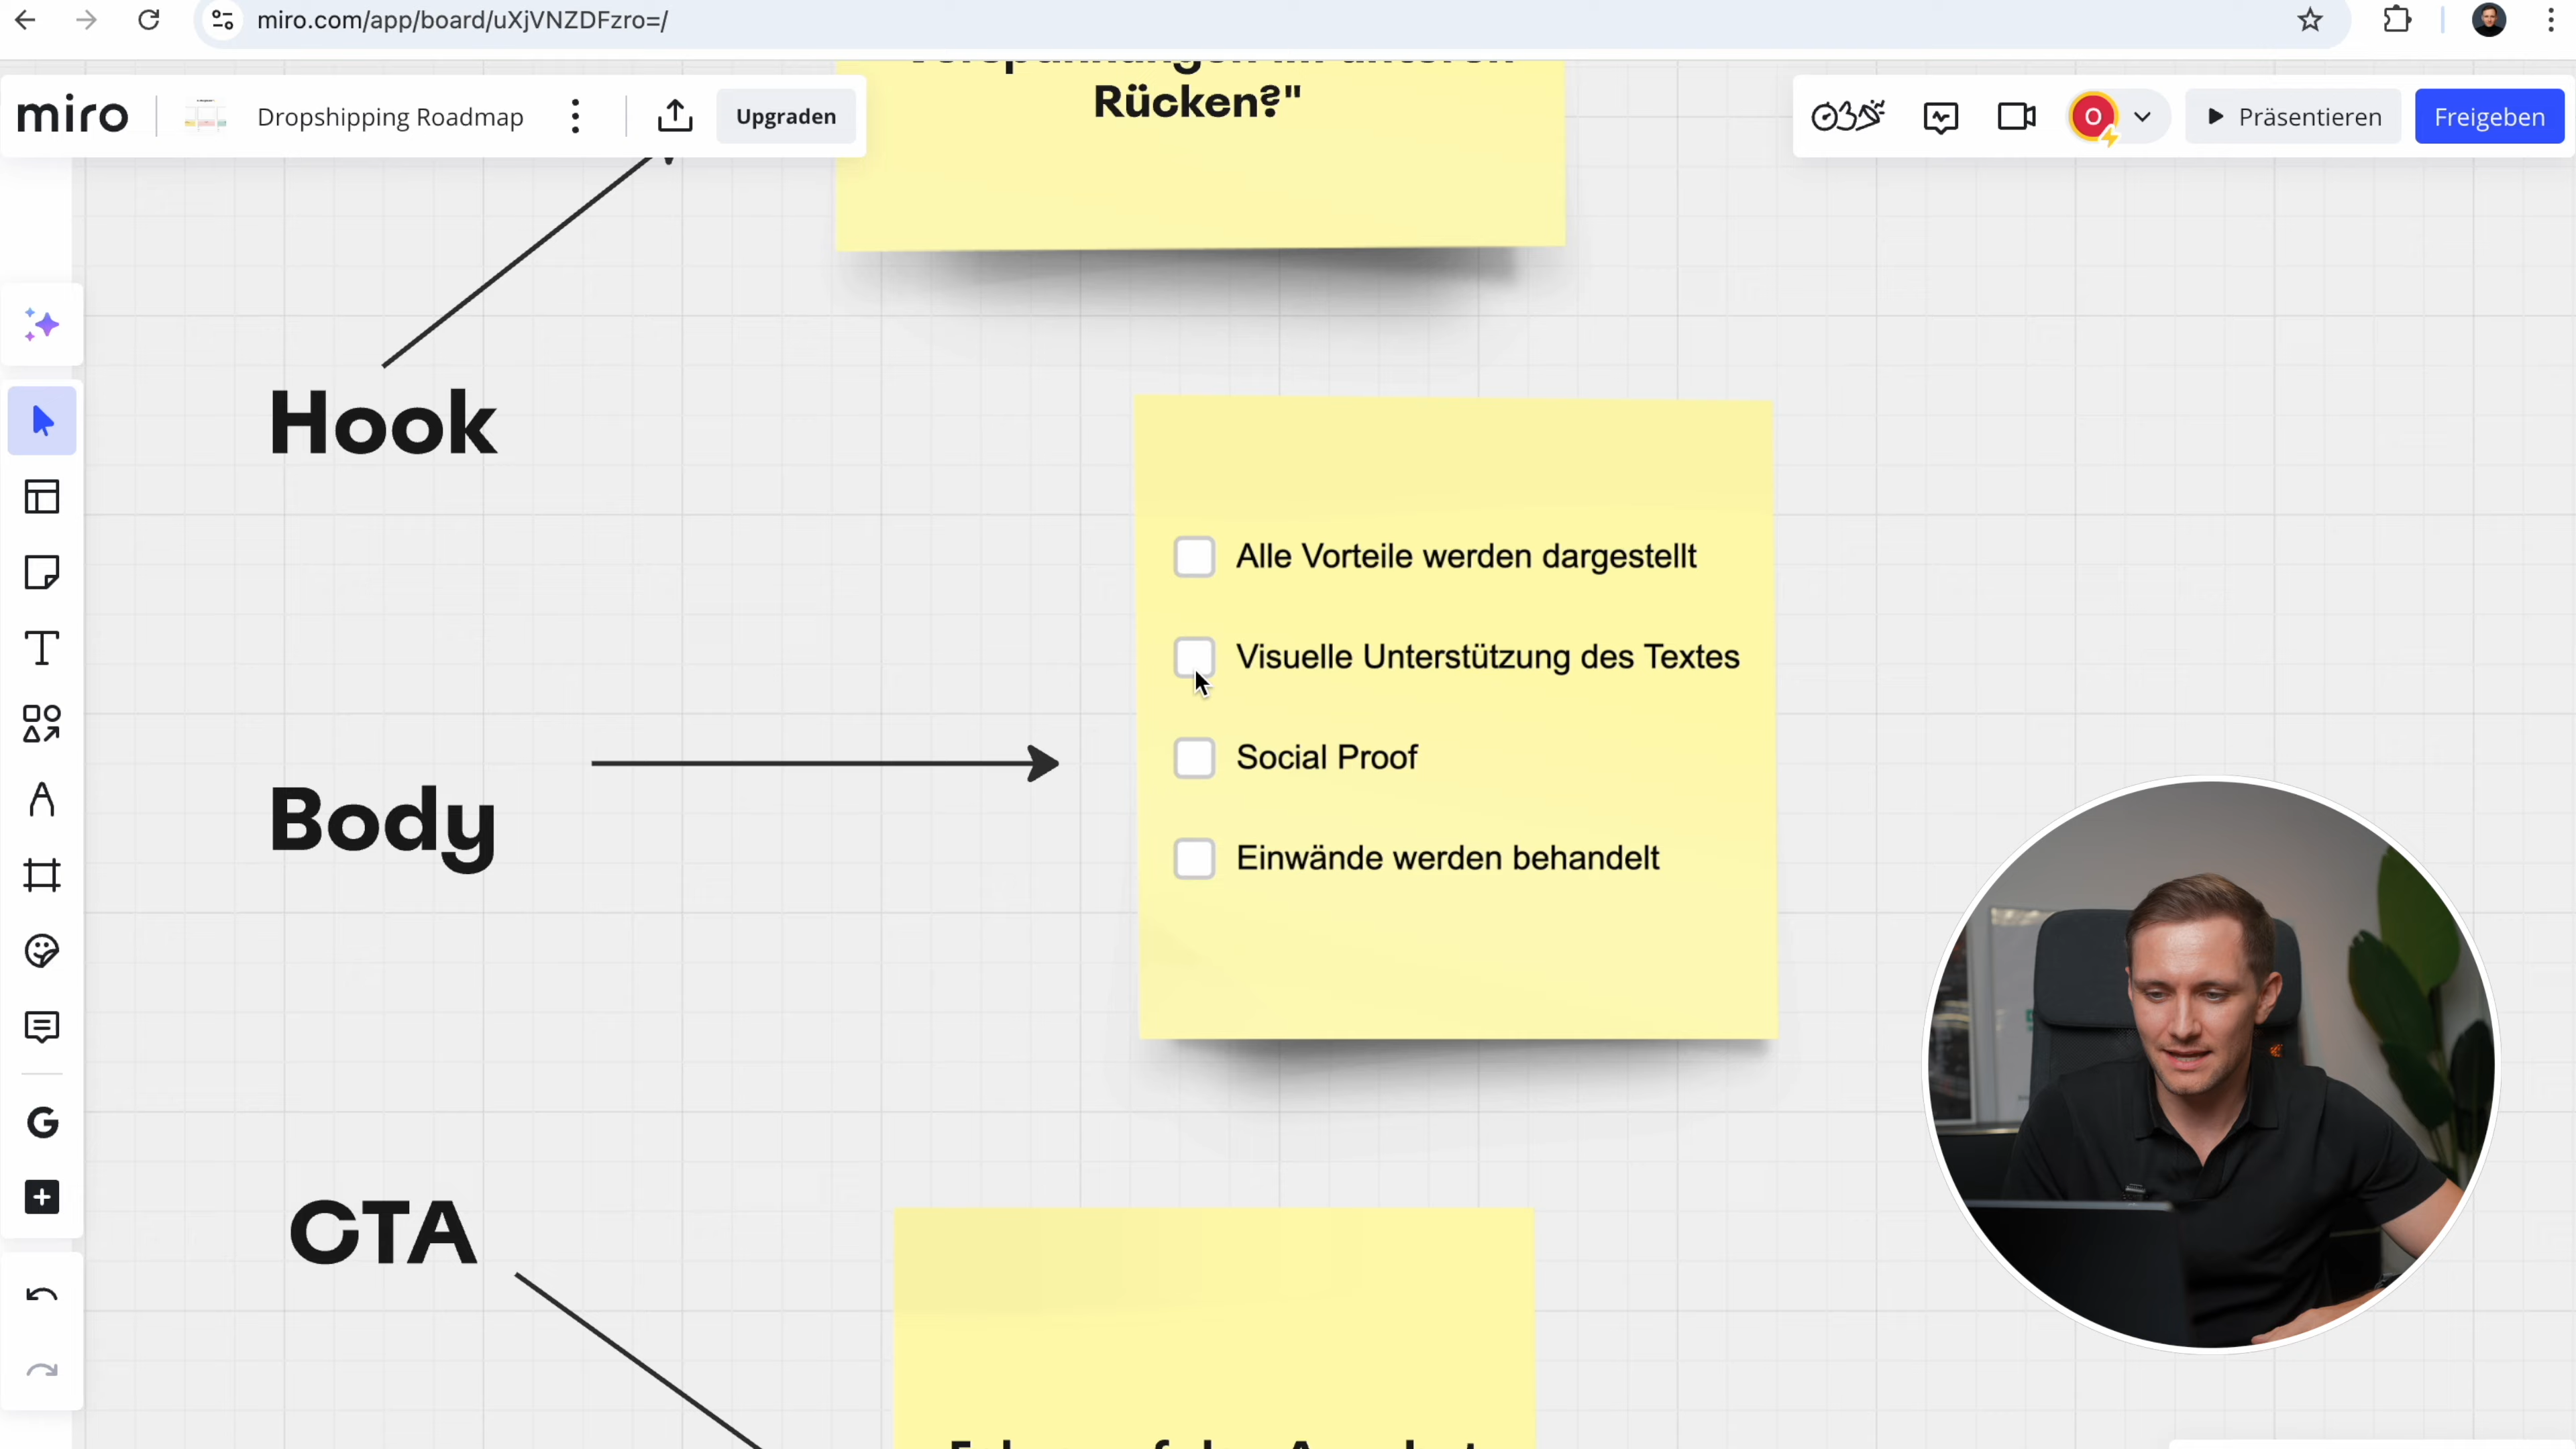 miro.com/app/board/uXjVNZDFzro=/
Rücken?"
miro
Dropshipping Roadmap
Upgraden
O
Präsentieren
Freigeben
Hook
Alle Vorteile werden dargestellt
Visuelle Unterstützung des Textes
Social Proof
Einwände werden behandelt
Body
CTA